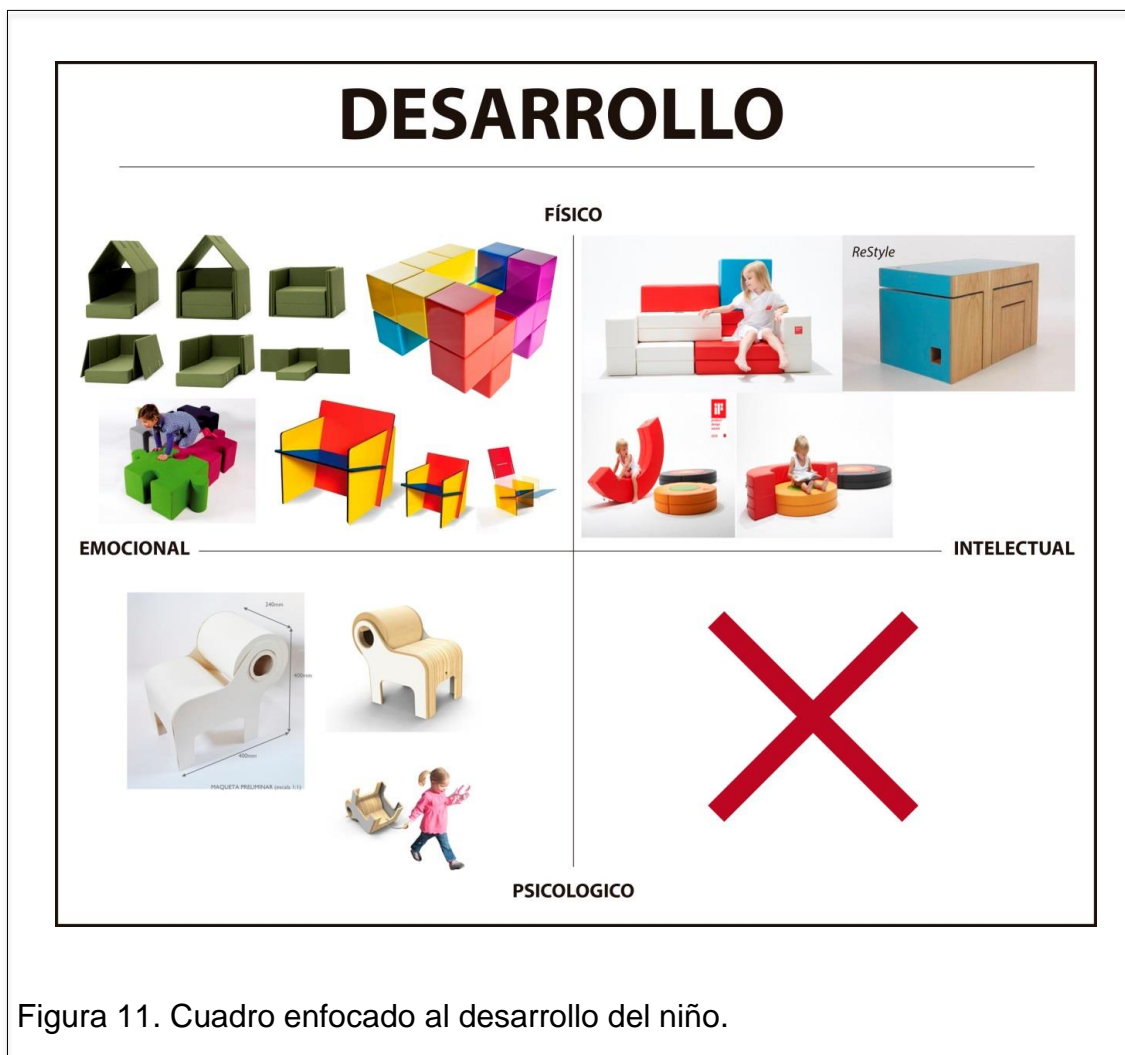 DESARROLLO
FÍSICO
ReStyle
iF
EMOCIONAL
INTELECTUAL
240mm
400mm
MAQUETA PRELIMINAR (escala 1:1)
PSICOLOGICO
Figura 11. Cuadro enfocado al desarrollo del niño.